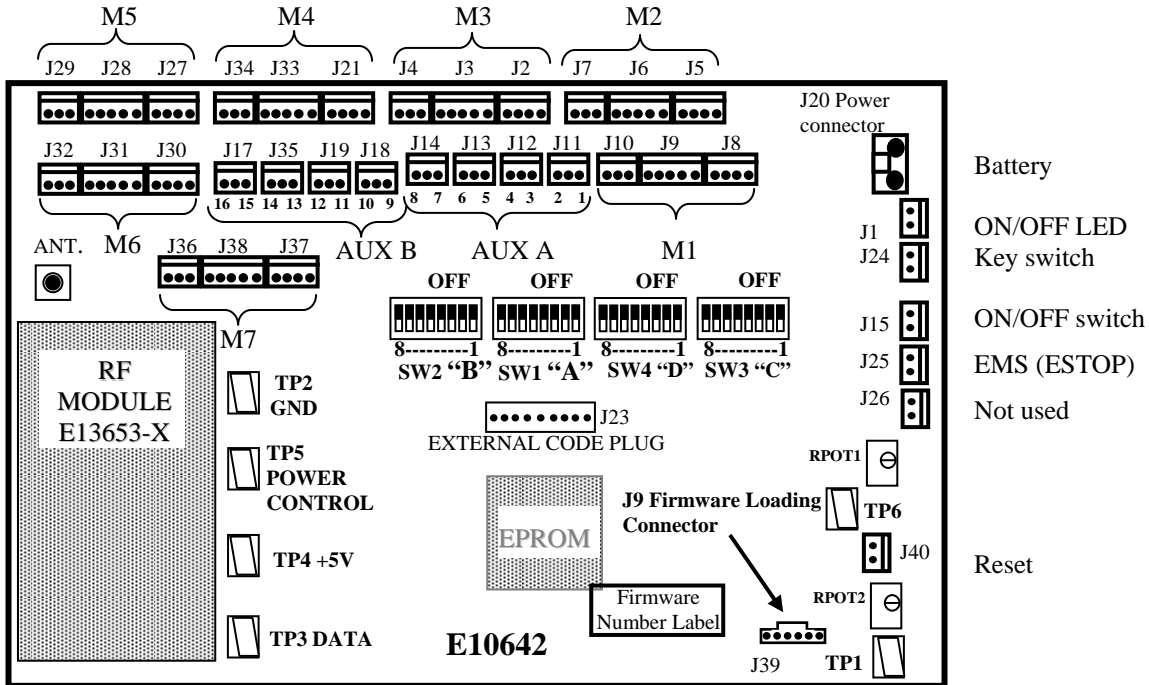 M5 M4 M3 M2
J29 J28 J27 J34 J33 J21 J4 J3 J2 J7 J6 J5
J20 Power
connector
Battery
J32 J31 J30 J17 J35 J19 J18 J14 J13 J12 J11 J10 J9 J8
16 15 14 13 12 11 10 9 8 7 6 5 4 3 2 1
J1 ON/OFF LED
ANT. M6 J36 J38 J37 AUX B AUX A M1 J24 Key switch
OFF OFF OFF OFF
M7
J15 ON/OFF switch
8---------1 8---------1 8---------1 8---------1
SW2 “B” SW1 “A” SW4 “D” SW3 “C”
J25 EMS (ESTOP)
RF
MODULE
E13653-X
TP2
GND
J26 Not used
J23
EXTERNAL CODE PLUG
TP5
POWER
CONTROL
RPOT1
J9 Firmware Loading
Connector
TP6
EPROM
TP4 +5V
J40 Reset
Firmware
Number Label
RPOT2
TP3 DATA
E10642
J39
TP1